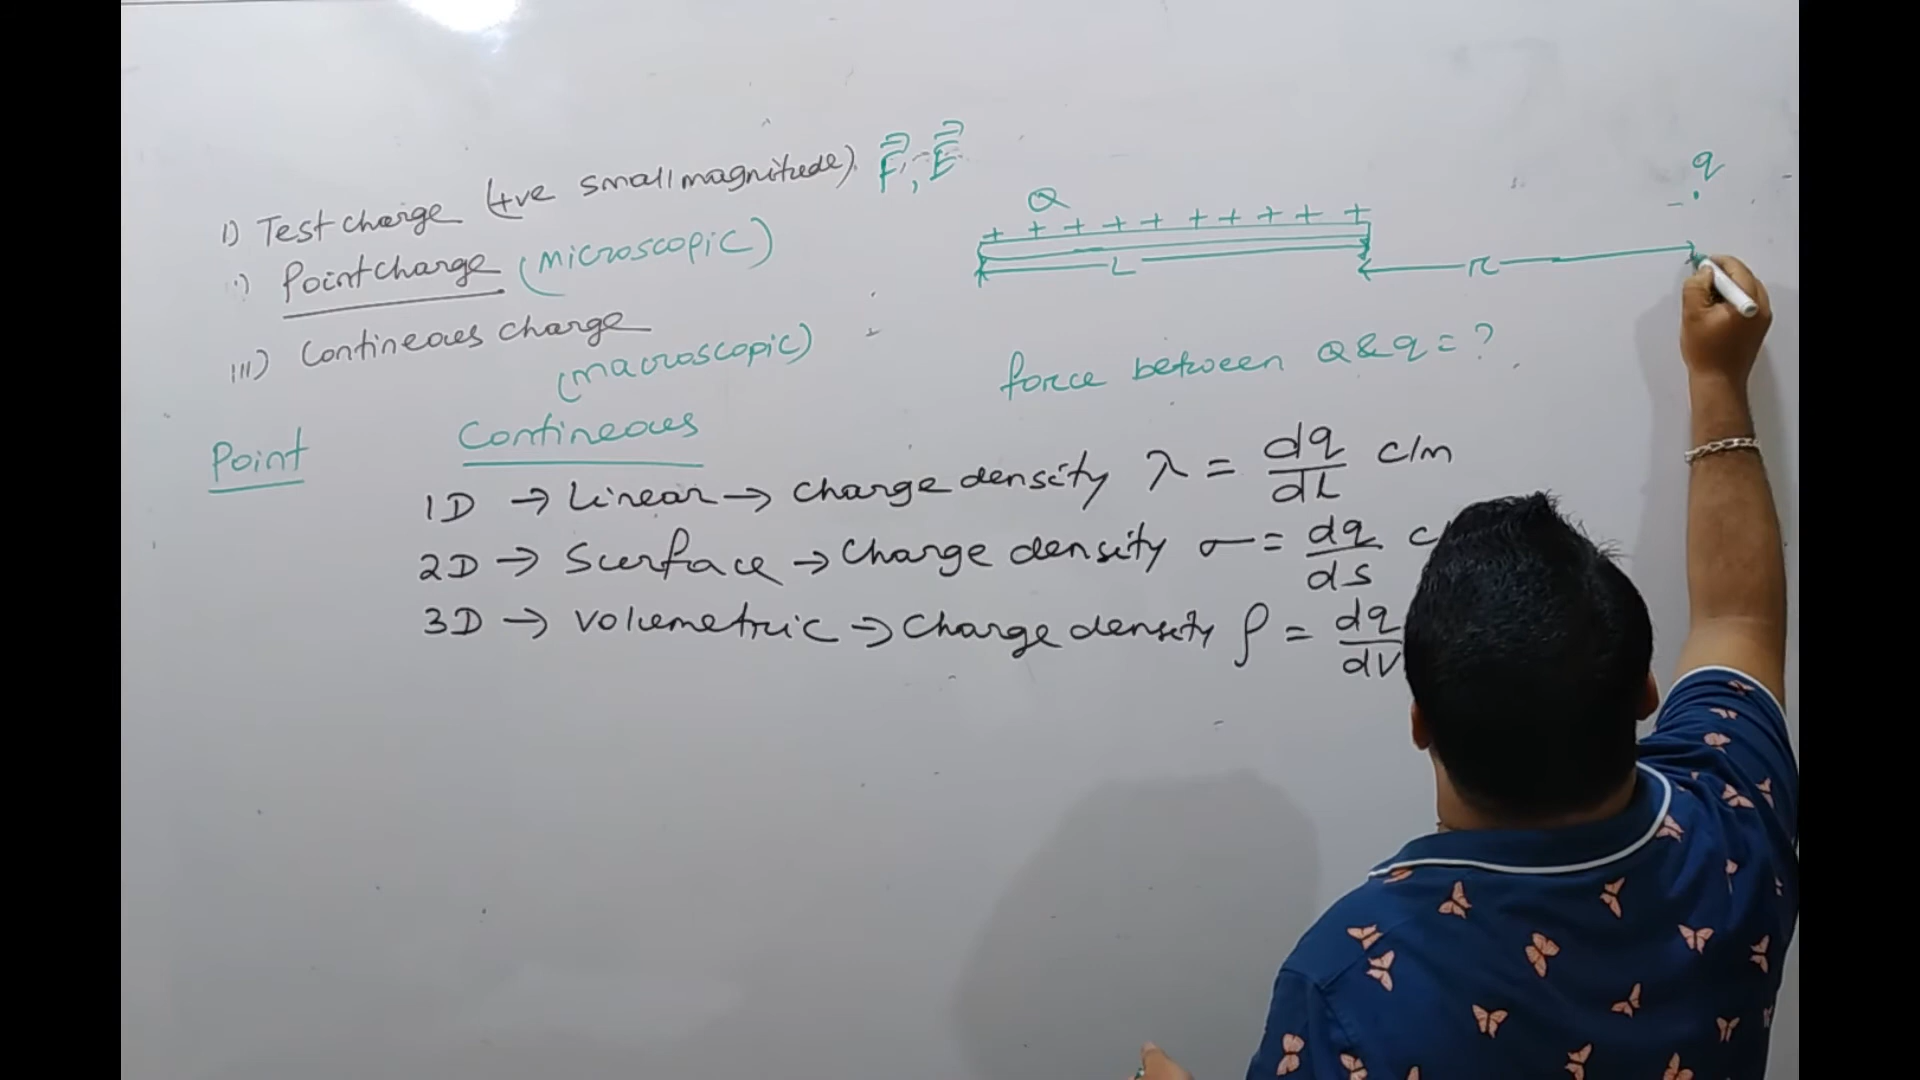 1) Test charge (+ve small magnitude). F, E
i) Point charge (microscopic)
III) Contineous charge
(macroscopic)
Q
+ + + + + + + + + +
L
r
q
force between Q & q = ?
Point
Contineous
1D → Linear → charge density λ = dq/dL c/m
2D → Surface → charge density σ = dq/ds c
3D → Volumetric → charge density ρ = dq/dv